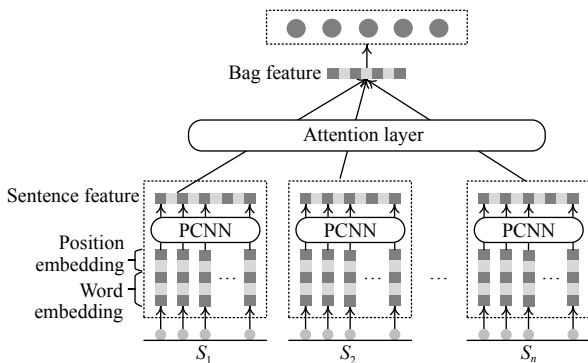 Bag feature
Attention layer
Sentence feature
PCNN PCNN PCNN
Position
embedding
... ... ... ...
Word
embedding
S1 S2 Sn